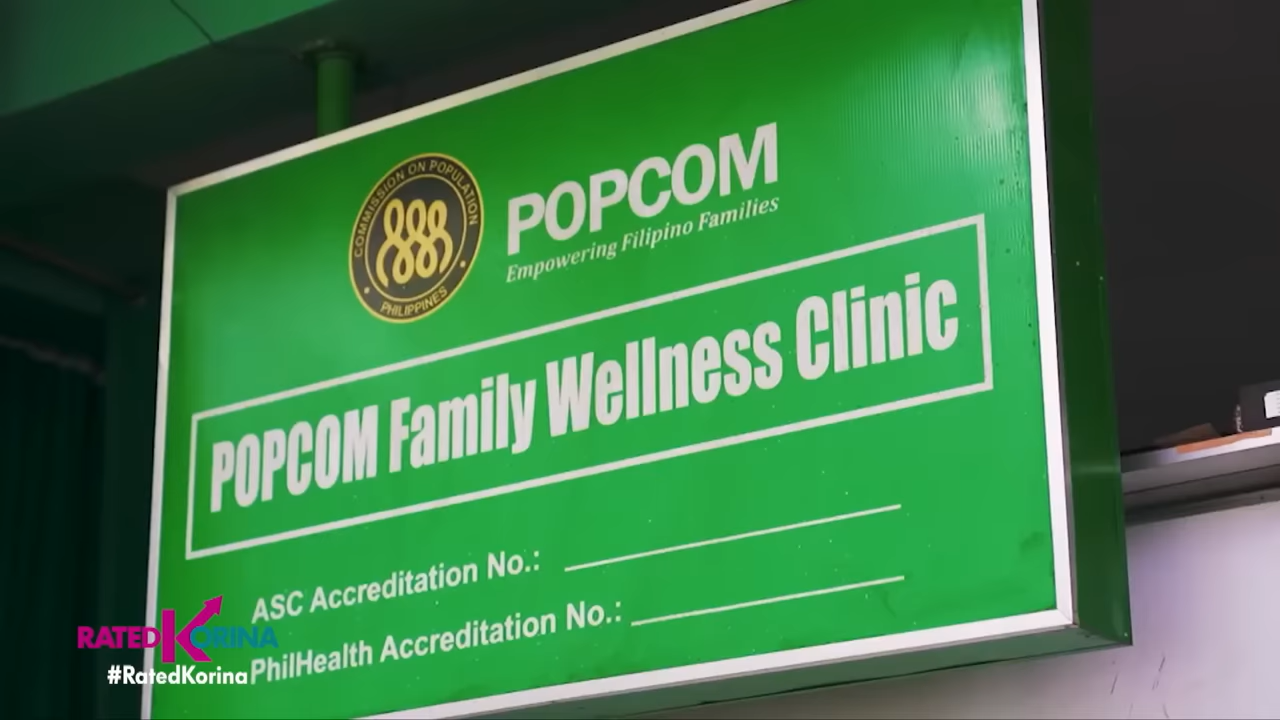 COMMISSION ON POPULATION
PHILIPPINES
POPCOM
Empowering Filipino Families
POPCOM Family Wellness Clinic
ASC Accreditation No.:
PhilHealth Accreditation No.:
RATED KORINA
#RatedKorina